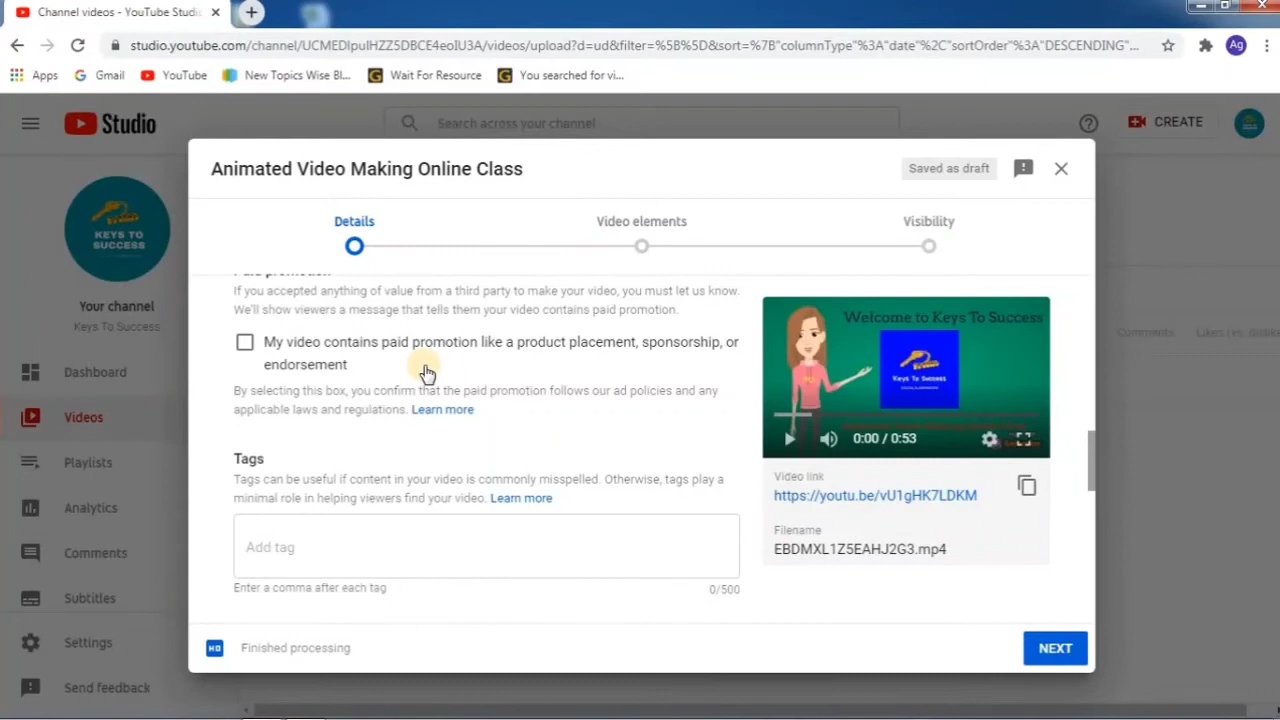 Channel videos - YouTube Studi
studio.youtube.com/channel/UCMEDIpuIHZZ5DBCE4eoIU3A/videos/upload?d=ud&filter=%5B%5D&sort=%7B"columnType"%3A"date"%2C"sortOrder"%3A"DESCENDING"...
Ag
Apps
Gmail
YouTube
New Topics Wise Bl...
Wait For Resource
You searched for vi...
Studio
Search across your channel
CREATE
Animated Video Making Online Class
Saved as draft
Details
Video elements
Visibility
KEYS TO
SUCCESS
Your channel
Keys To Success
Dashboard
Videos
Playlists
Analytics
Comments
Subtitles
Settings
Send feedback
Paid promotion
If you accepted anything of value from a third party to make your video, you must let us know.
We'll show viewers a message that tells them your video contains paid promotion.
My video contains paid promotion like a product placement, sponsorship, or
endorsement
By selecting this box, you confirm that the paid promotion follows our ad policies and any
applicable laws and regulations. Learn more
Tags
Tags can be useful if content in your video is commonly misspelled. Otherwise, tags play a
minimal role in helping viewers find your video. Learn more
Add tag
Enter a comma after each tag
0/500
Welcome to Keys To Success
Keys To Success
0:00 / 0:53
Video link
https://youtu.be/vU1gHK7LDKM
Filename
EBDMXL1Z5EAHJ2G3.mp4
Comments
Likes (vs. dislik
HD
Finished processing
NEXT